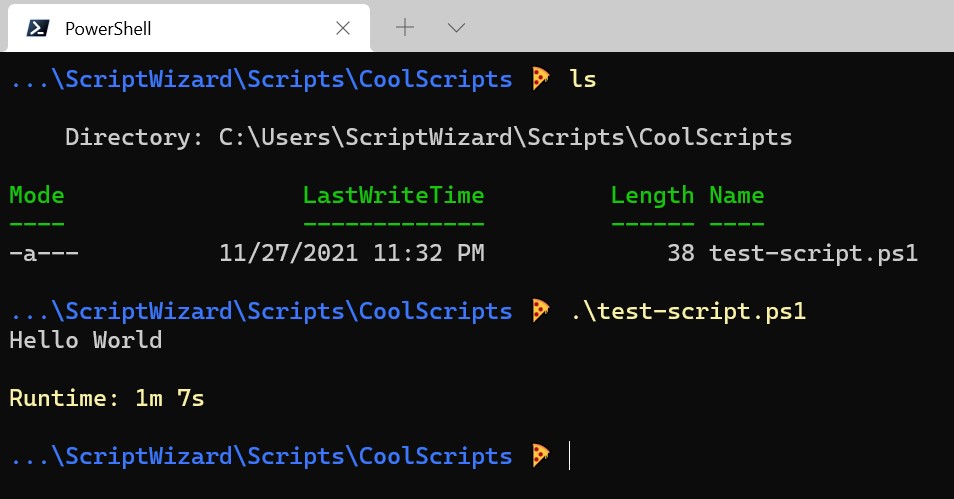 PowerShell
...\ScriptWizard\Scripts\CoolScripts 🍕 ls
Directory: C:\Users\ScriptWizard\Scripts\CoolScripts
Mode LastWriteTime Length Name
---- ------------- ------ ----
-a--- 11/27/2021 11:32 PM 38 test-script.ps1
...\ScriptWizard\Scripts\CoolScripts 🍕 .\test-script.ps1
Hello World
Runtime: 1m 7s
...\ScriptWizard\Scripts\CoolScripts 🍕